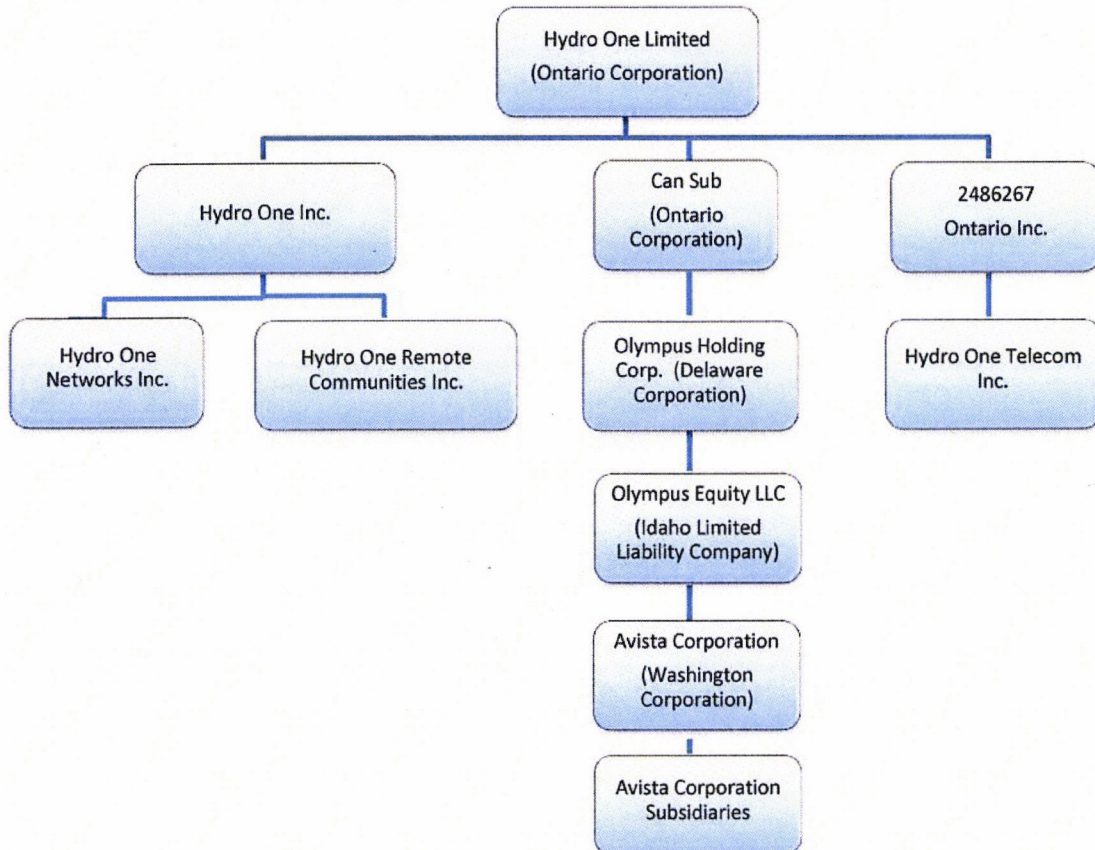 Hydro One Limited
(Ontario Corporation)
Hydro One Inc.
Can Sub
(Ontario
Corporation)
2486267
Ontario Inc.
Hydro One
Networks Inc.
Hydro One Remote
Communities Inc.
Olympus Holding
Corp. (Delaware
Corporation)
Hydro One Telecom
Inc.
Olympus Equity LLC
(Idaho Limited
Liability Company)
Avista Corporation
(Washington
Corporation)
Avista Corporation
Subsidiaries